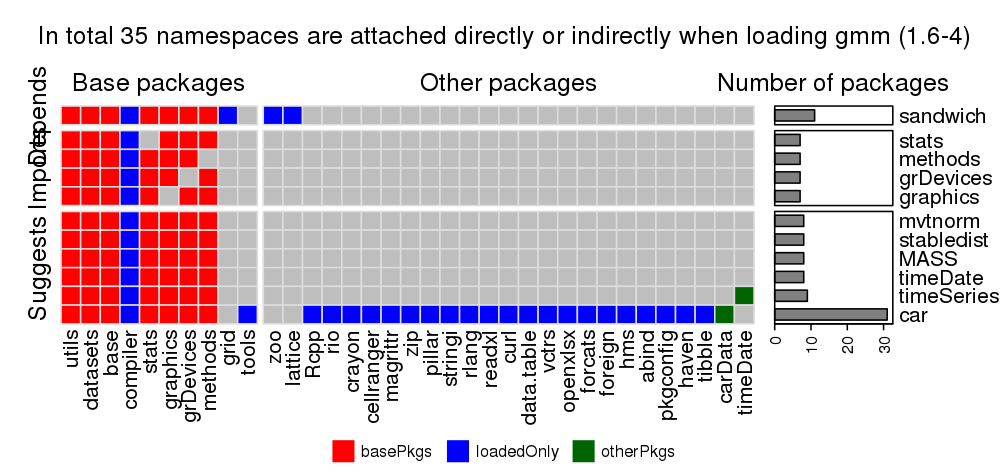 In total 35 namespaces are attached directly or indirectly when loading gmm (1.6-4)
Base packages
Other packages
Number of packages
Depends
Imports
Suggests
sandwich
stats
methods
grDevices
graphics
mvtnorm
stabledist
MASS
timeDate
timeSeries
car
0
10
20
30
utils
datasets
base
compiler
stats
graphics
grDevices
methods
grid
tools
zoo
lattice
Rcpp
rio
crayon
cellranger
magrittr
zip
pillar
stringi
rlang
readxl
curl
data.table
vctrs
openxlsx
forcats
foreign
hms
abind
pkgconfig
haven
tibble
carData
timeDate
basePkgs
loadedOnly
otherPkgs